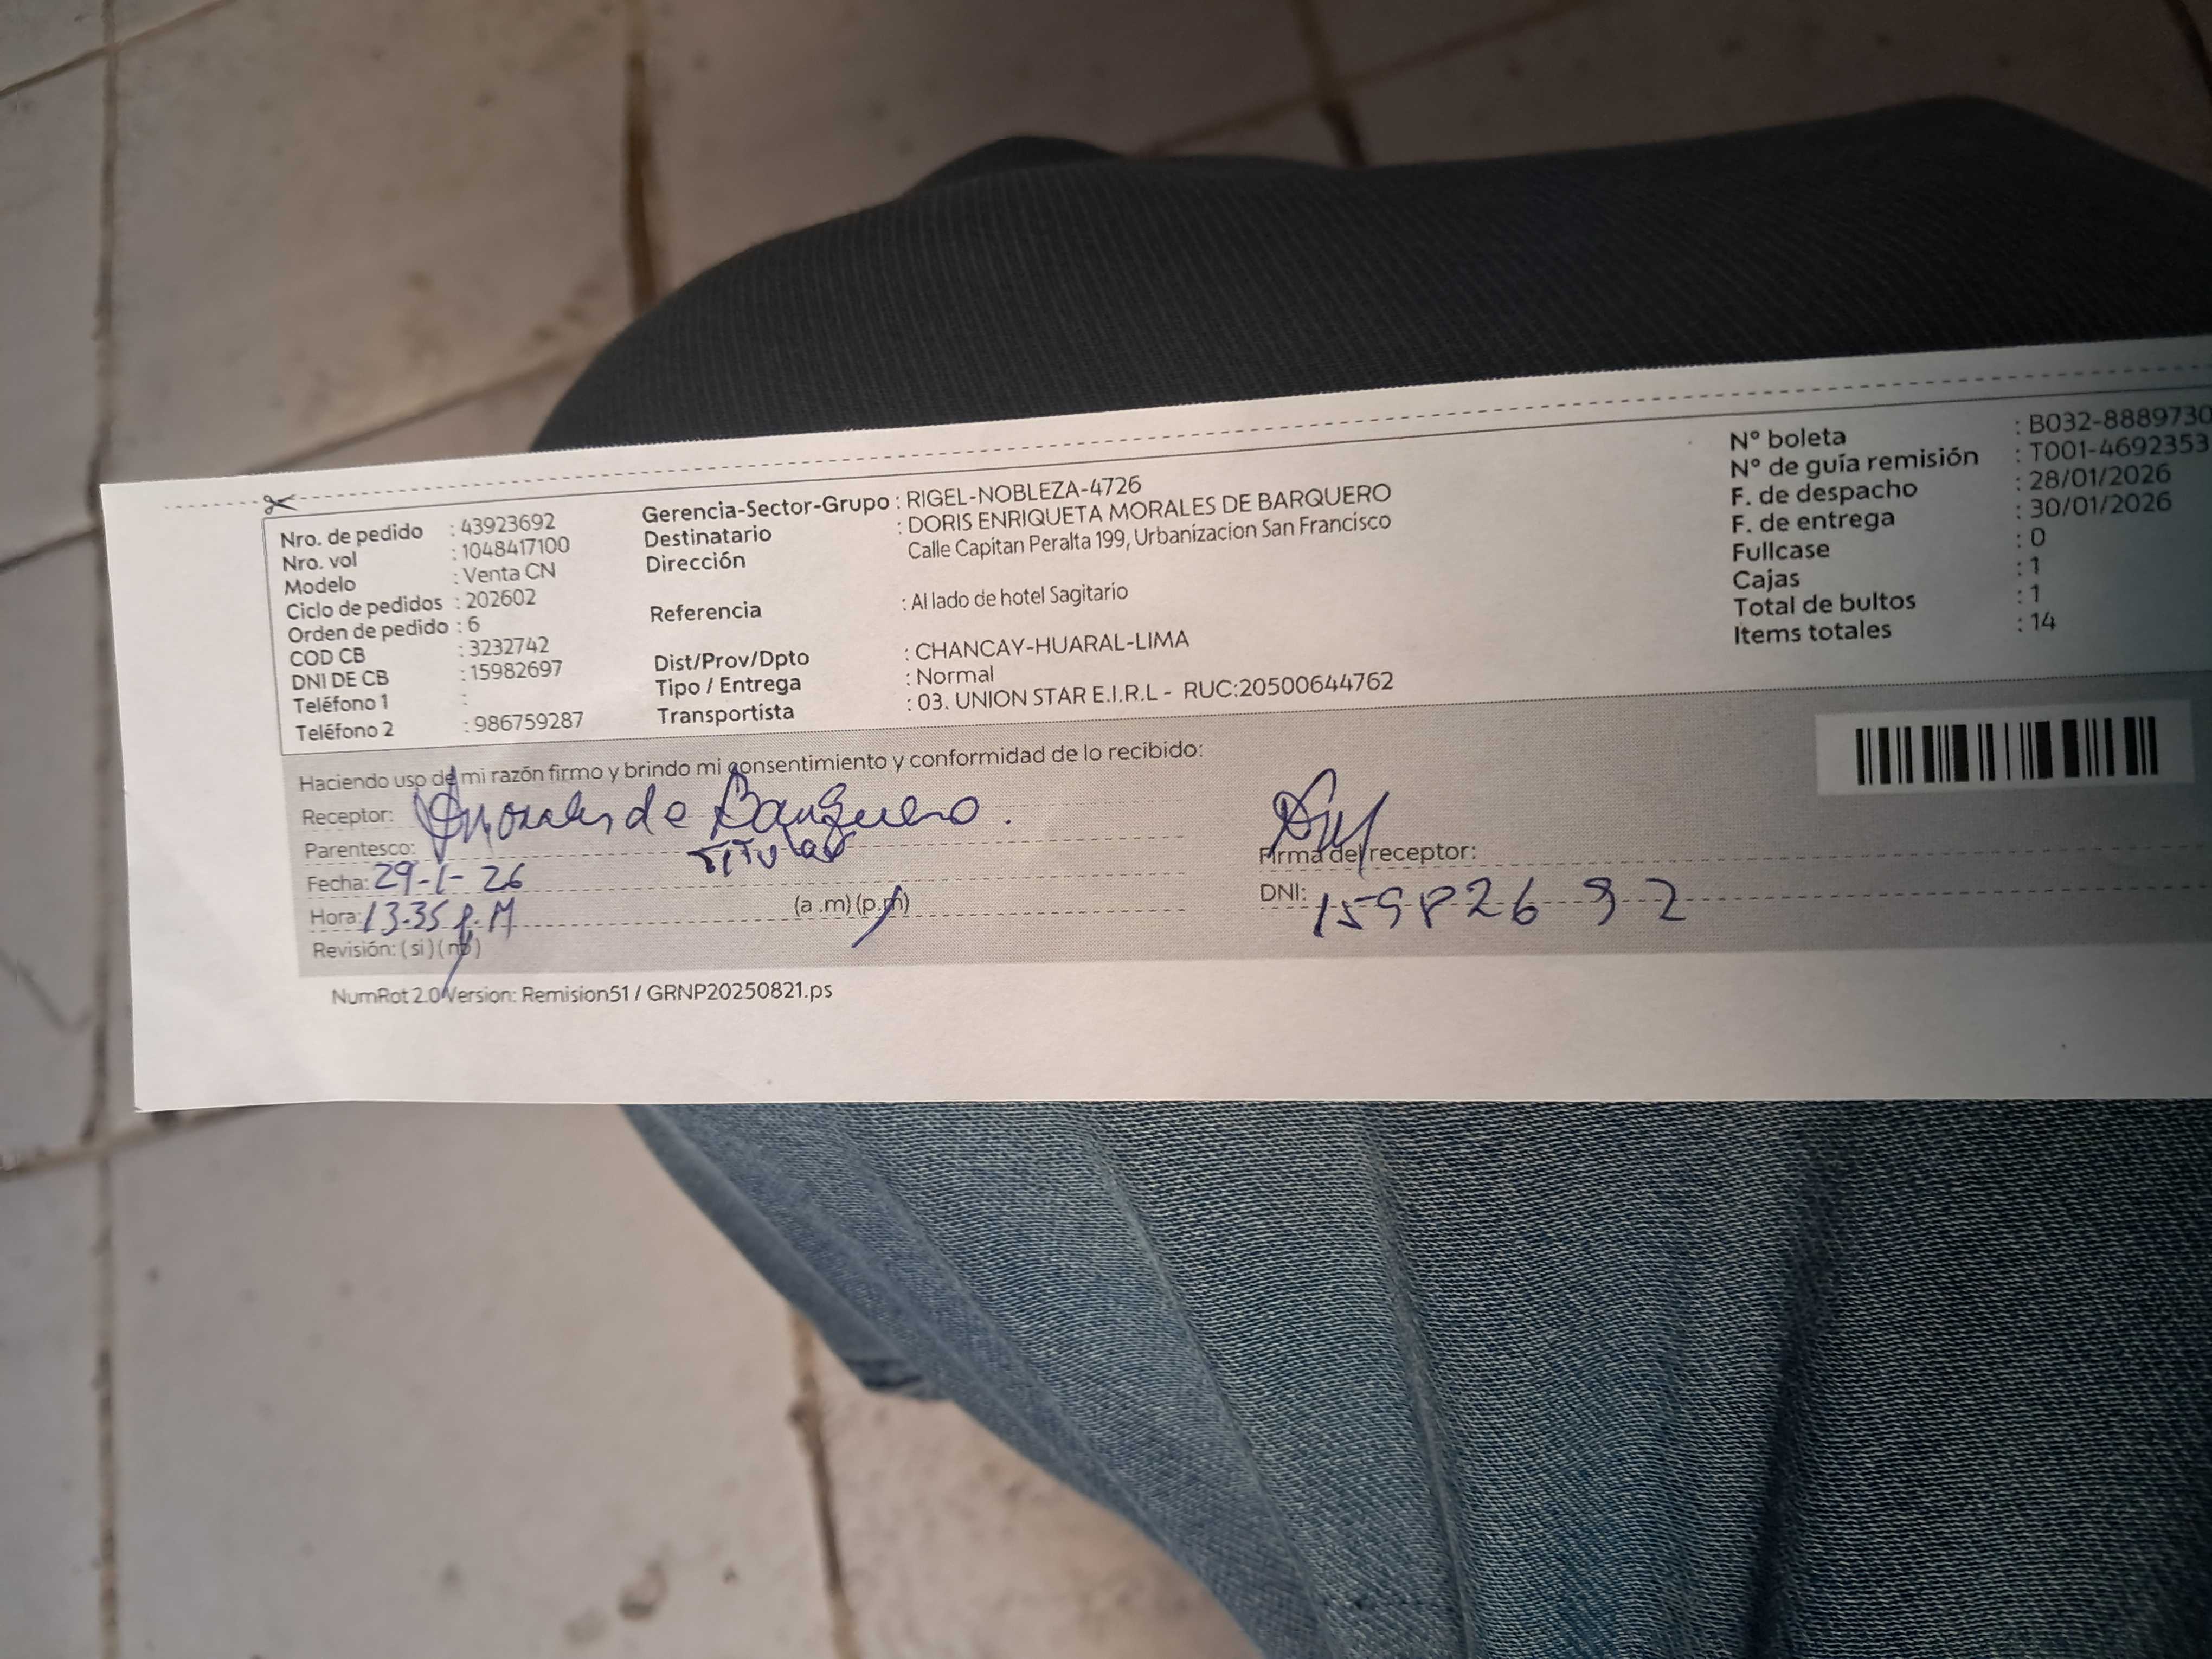 Nro. de pedido : 43923692
Nro. vol : 1048417100
Modelo : Venta CN
Ciclo de pedidos : 202602
Orden de pedido : 6
COD CB : 3232742
DNI DE CB : 15982697
Teléfono 1 :
Teléfono 2 : 986759287
Gerencia-Sector-Grupo : RIGEL-NOBLEZA-4726
Destinatario : DORIS ENRIQUETA MORALES DE BARQUERO
Dirección Calle Capitan Peralta 199, Urbanizacion San Francisco
Referencia : Al lado de hotel Sagitario
Dist/Prov/Dpto : CHANCAY-HUARAL-LIMA
Tipo / Entrega : Normal
Transportista : 03. UNION STAR E.I.R.L - RUC:20500644762
N° boleta : B032-8889730
N° de guía remisión : T001-4692353
F. de despacho : 28/01/2026
F. de entrega : 30/01/2026
Fullcase : 0
Cajas : 1
Total de bultos : 1
Items totales : 14
Haciendo uso de mi razón firmo y brindo mi consentimiento y conformidad de lo recibido:
Receptor: Morales de Barquero.
Parentesco: Titular
Fecha: 29-1-26
Hora: 13.35 p.M (a .m) (p.m)
Revisión: (si) (no)
Firma del receptor:
DNI: 15982692
NumRot 2.0 Version: Remision51 / GRNP20250821.ps